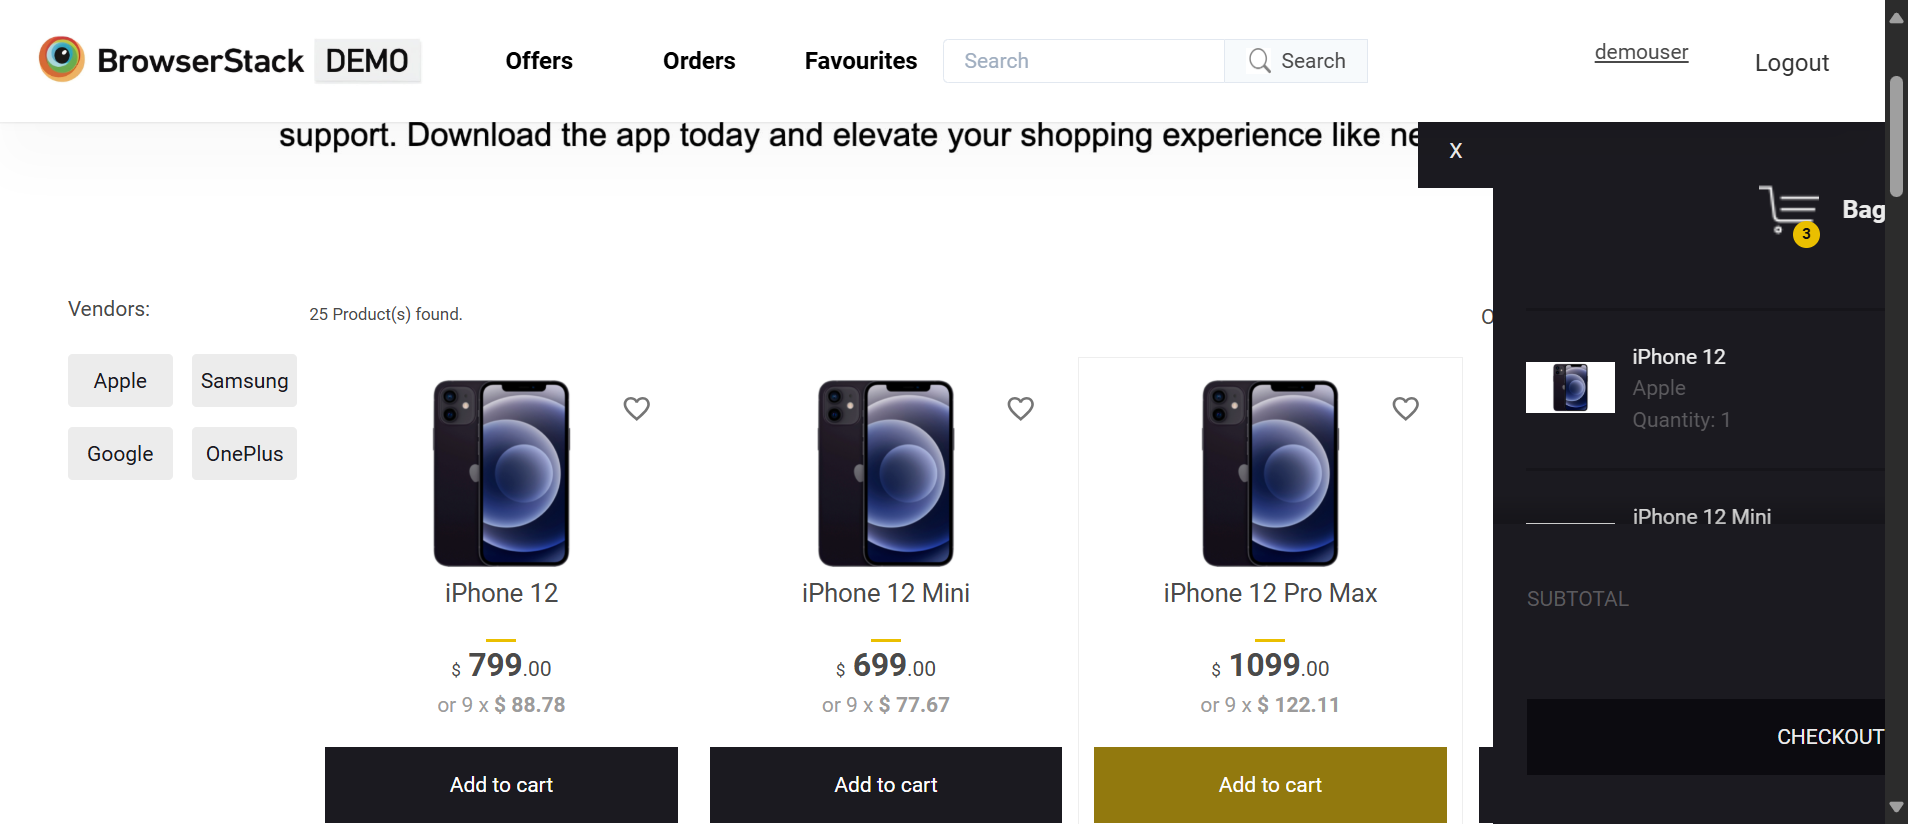 BrowserStack DEMO
Offers
Orders
Favourites
Search
Search
demouser
Logout
support. Download the app today and elevate your shopping experience like ne
X
Bag
3
Vendors:
Apple
Samsung
Google
OnePlus
25 Product(s) found.
O
iPhone 12
$ 799.00
or 9 x $ 88.78
Add to cart
iPhone 12 Mini
$ 699.00
or 9 x $ 77.67
Add to cart
iPhone 12 Pro Max
$ 1099.00
or 9 x $ 122.11
Add to cart
iPhone 12
Apple
Quantity: 1
iPhone 12 Mini
SUBTOTAL
CHECKOUT